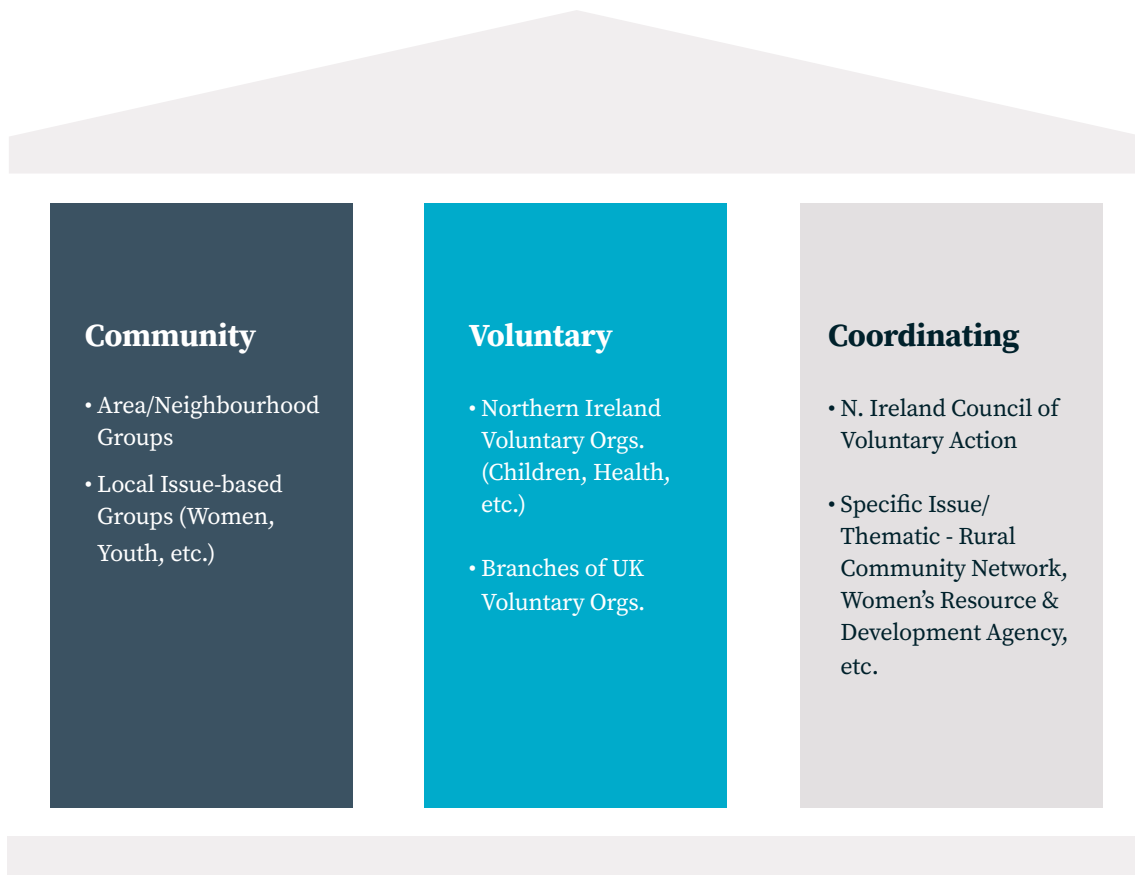 Community
• Area/Neighbourhood
Groups
• Local Issue-based
Groups (Women,
Youth, etc.)
Voluntary
• Northern Ireland
Voluntary Orgs.
(Children, Health,
etc.)
• Branches of UK
Voluntary Orgs.
Coordinating
• N. Ireland Council of
Voluntary Action
• Specific Issue/
Thematic - Rural
Community Network,
Women’s Resource &
Development Agency,
etc.